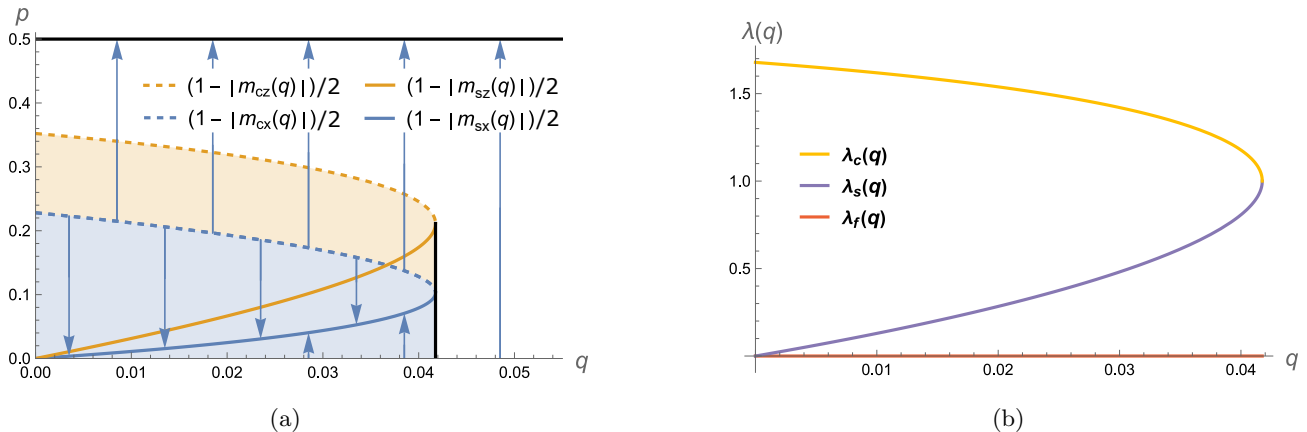 p
0.5
0.4
0.3
0.2
0.1
0.0
(1-|m_cz(q)|)/2
(1-|m_sz(q)|)/2
(1-|m_cx(q)|)/2
(1-|m_sx(q)|)/2
0.00 0.01 0.02 0.03 0.04 0.05 q
(a)
λ(q)
1.5
1.0
0.5
λ_c(q)
λ_s(q)
λ_f(q)
0.01 0.02 0.03 0.04 q
(b)